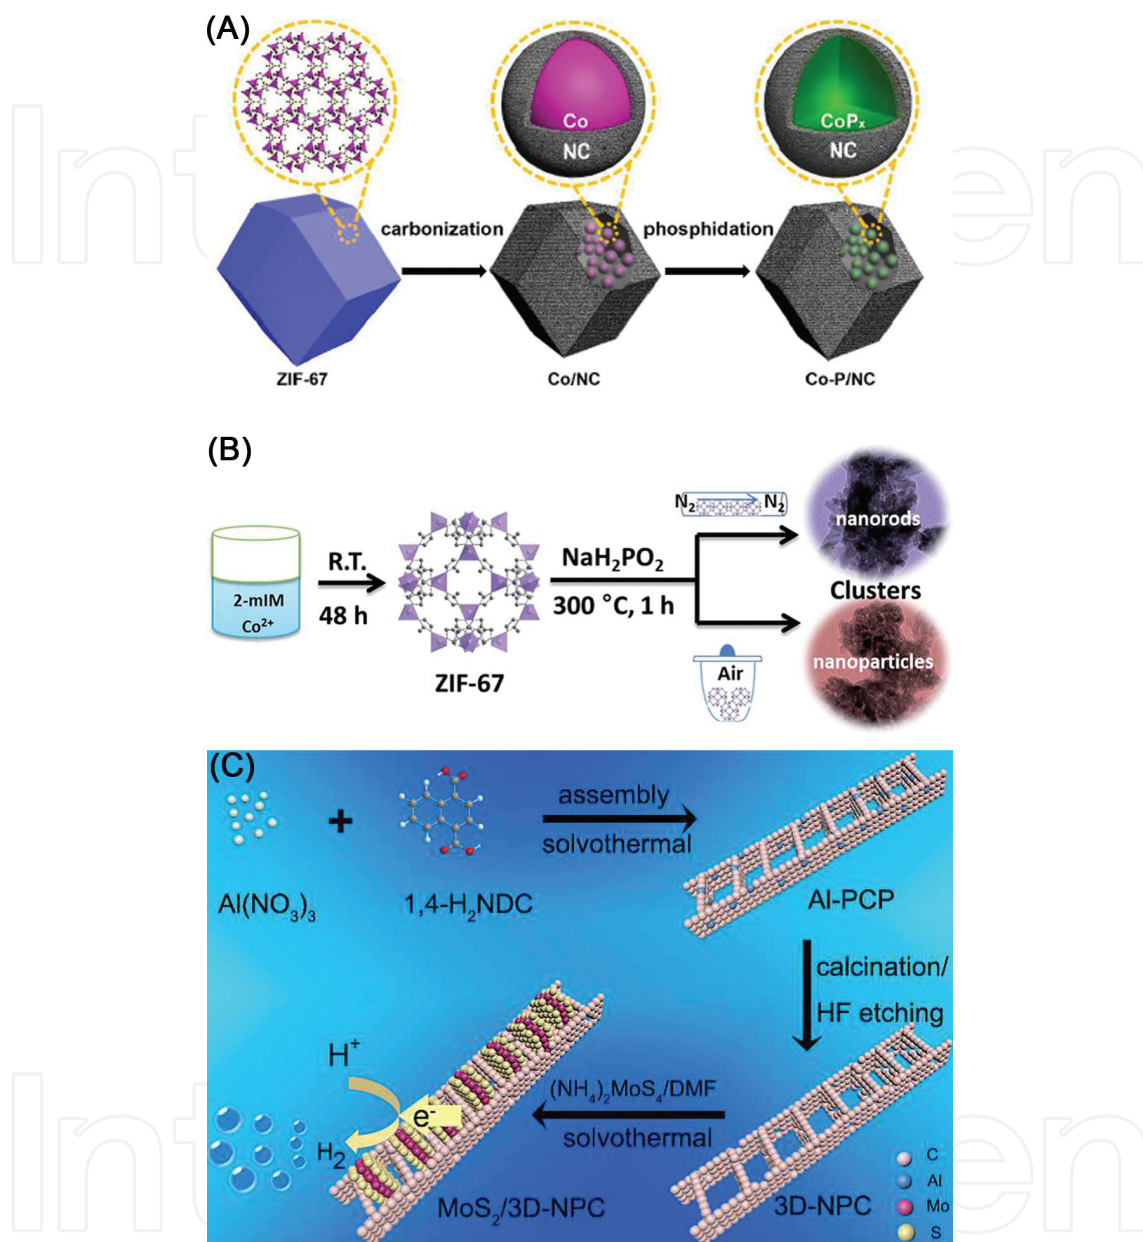 (A)
Co
NC
CoPx
NC
carbonization
phosphidation
ZIF-67
Co/NC
Co-P/NC
(B)
N₂ N₂
nanorods
R.T.
48 h
NaH₂PO₂
300 °C, 1 h
Clusters
2-mIM
Co²⁺
nanoparticles
Air
ZIF-67
(C)
+
assembly
solvothermal
Al(NO₃)₃
1,4-H₂NDC
Al-PCP
calcination/
HF etching
H⁺
e⁻
H₂
(NH₄)₂MoS₄/DMF
solvothermal
MoS₂/3D-NPC
3D-NPC
C
Al
Mo
S